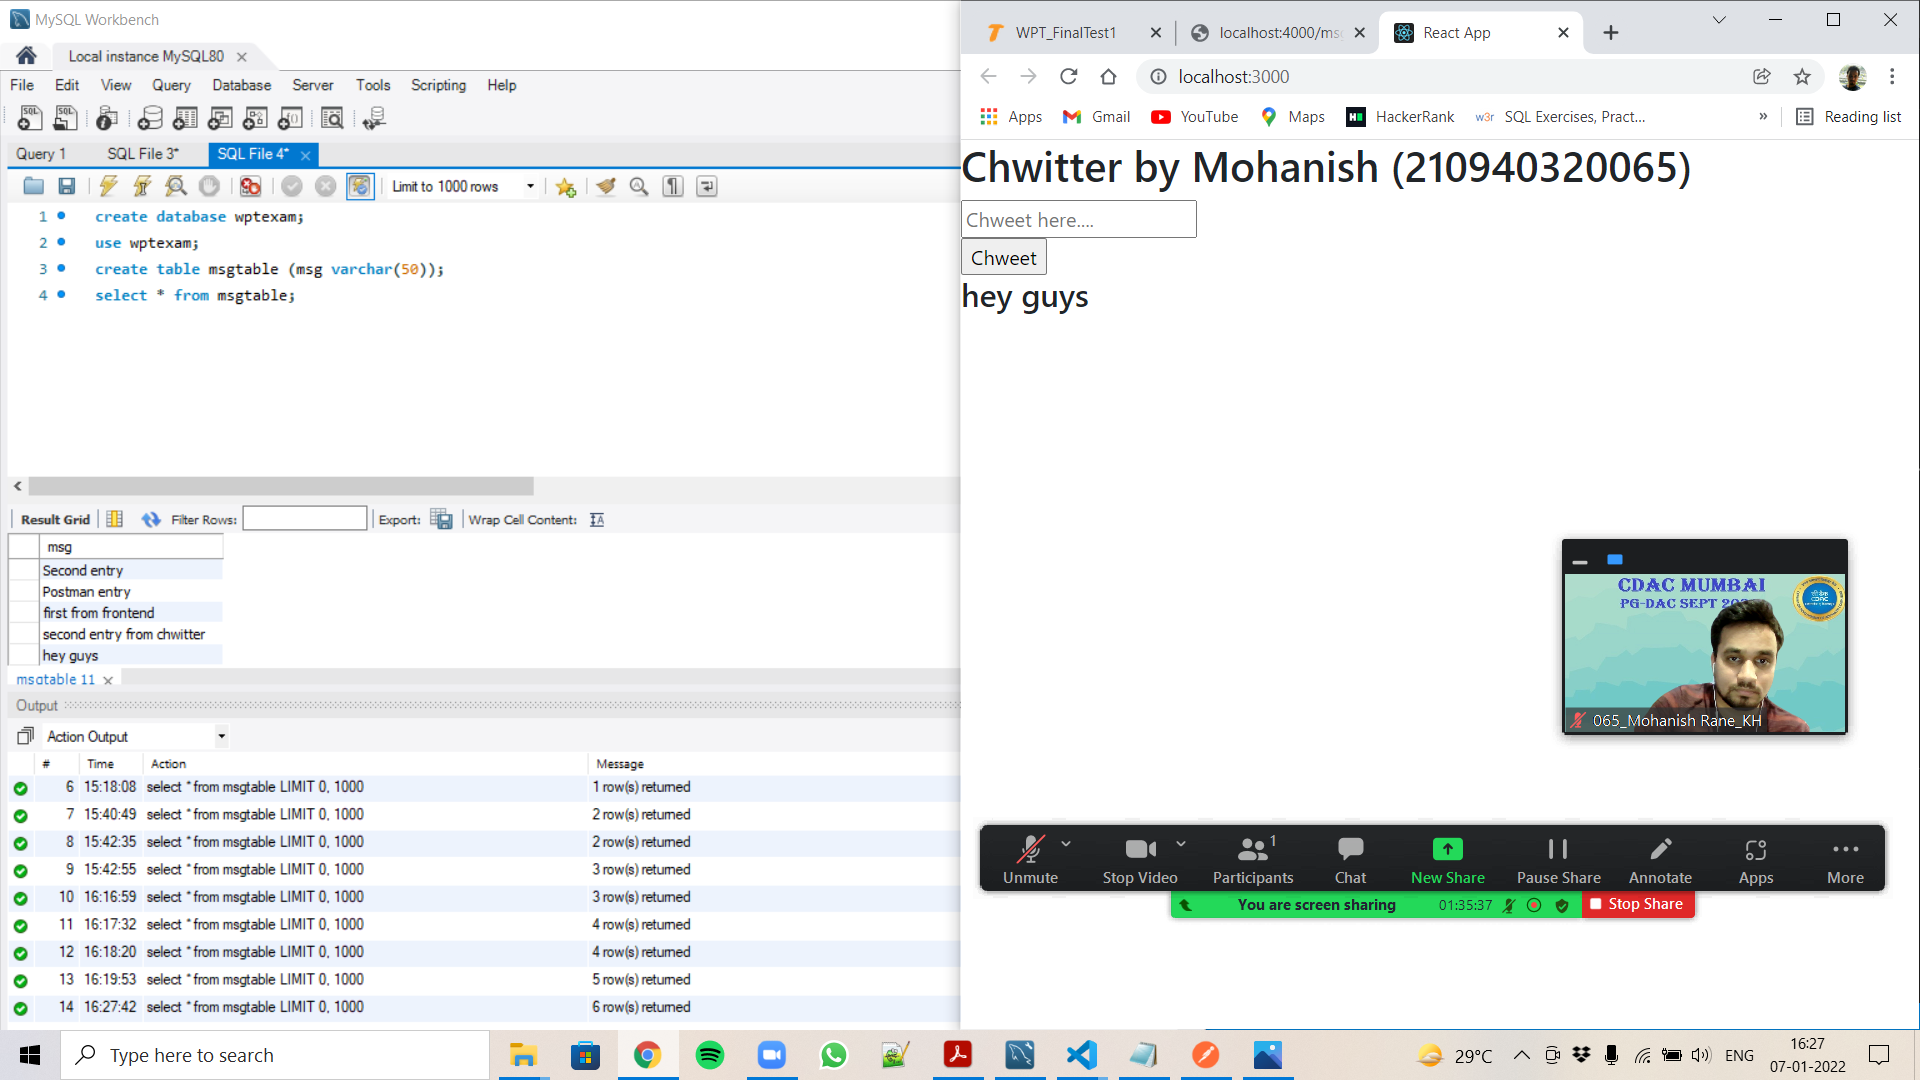 MySQL Workbench
Local instance MySQL80
File Edit View Query Database Server Tools Scripting Help
Query 1 SQL File 3* SQL File 4*
Limit to 1000 rows
1 create database wptexam;
2 use wptexam;
3 create table msgtable (msg varchar(50));
4 select * from msgtable;
Result Grid Filter Rows: Export: Wrap Cell Content:
msg
Second entry
Postman entry
first from frontend
second entry from chwitter
hey guys
msgtable 11
Output
Action Output
# Time Action Message
6 15:18:08 select * from msgtable LIMIT 0, 1000 1 row(s) returned
7 15:40:49 select * from msgtable LIMIT 0, 1000 2 row(s) returned
8 15:42:35 select * from msgtable LIMIT 0, 1000 2 row(s) returned
9 15:42:55 select * from msgtable LIMIT 0, 1000 3 row(s) returned
10 16:16:59 select * from msgtable LIMIT 0, 1000 3 row(s) returned
11 16:17:32 select * from msgtable LIMIT 0, 1000 4 row(s) returned
12 16:18:20 select * from msgtable LIMIT 0, 1000 4 row(s) returned
13 16:19:53 select * from msgtable LIMIT 0, 1000 5 row(s) returned
14 16:27:42 select * from msgtable LIMIT 0, 1000 6 row(s) returned
WPT_FinalTest1 localhost:4000/ms React App
localhost:3000
Apps Gmail YouTube Maps HackerRank w3r SQL Exercises, Pract... » Reading list
Chwitter by Mohanish (210940320065)
Chweet here....
Chweet
hey guys
CDAC MUMBAI
PG-DAC SEPT
065_Mohanish Rane_KH
Unmute Stop Video Participants 1 Chat New Share Pause Share Annotate Apps More
You are screen sharing 01:35:37 Stop Share
Type here to search
29°C ENG
16:27
07-01-2022